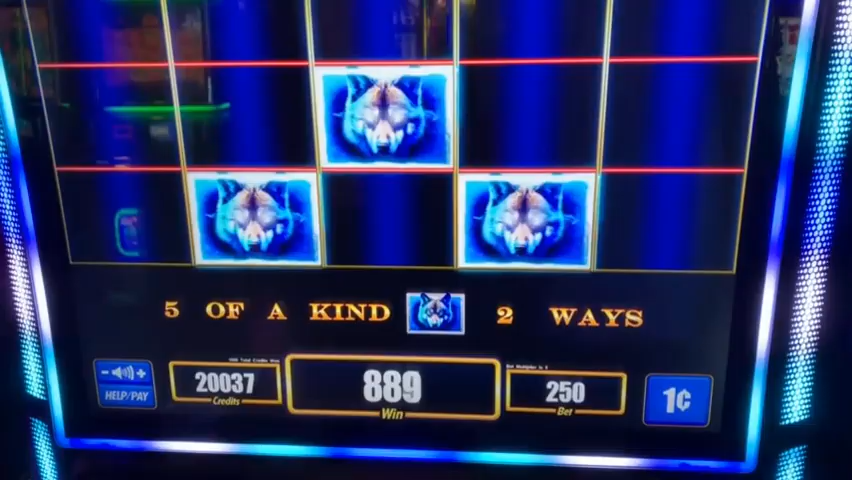 5 OF A KIND 2 WAYS
- +
HELP/PAY
20037
Credits
889
Win
250
Bet
1¢